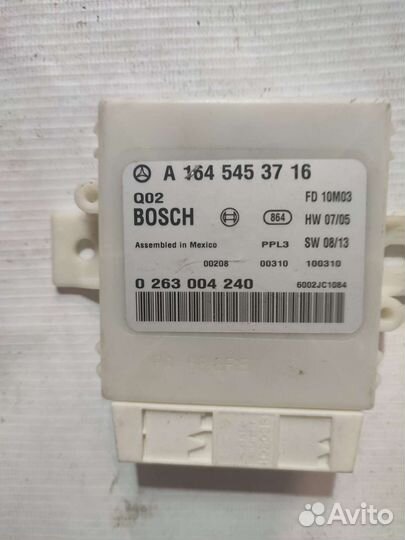 A 164 545 37 16
Q02
FD 10M03
BOSCH
864
HW 07/05
Assembled in Mexico
PPL3
SW 08/13
00208 00310 100310
0 263 004 240
6002JC1084
Avito